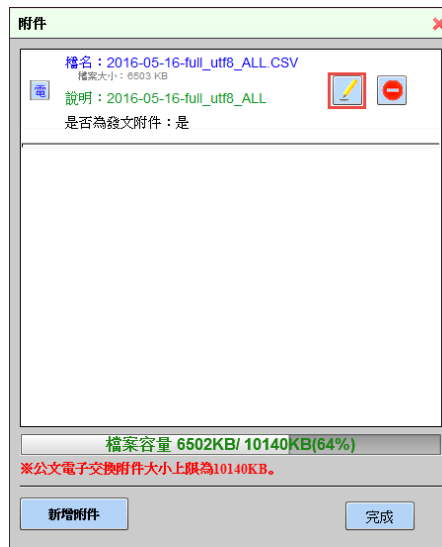 附件
檔名：2016-05-16-full_utf8_ALL.CSV
檔案大小：6503 KB
電
說明：2016-05-16-full_utf8_ALL
是否為發文附件：是
檔案容量 6502KB/ 10140KB(64%)
※公文電子交換附件大小上限為10140KB。
新增附件
完成